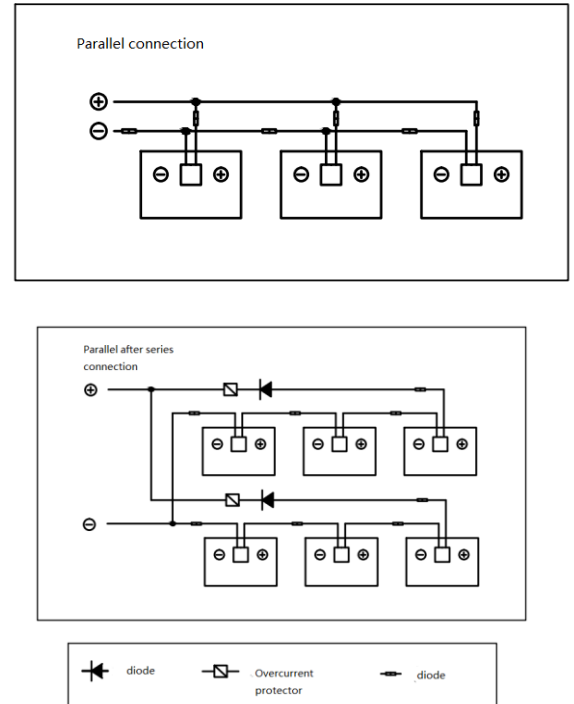 Parallel connection
Parallel after series
connection
diode
Overcurrent
protector
diode